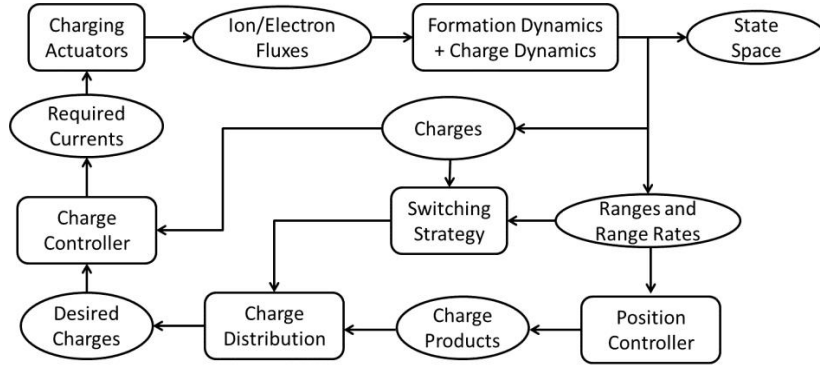 Charging
Actuators
Ion/Electron
Fluxes
Formation Dynamics
+ Charge Dynamics
State
Space
Required
Currents
Charges
Charge
Controller
Switching
Strategy
Ranges and
Range Rates
Desired
Charges
Charge
Distribution
Charge
Products
Position
Controller